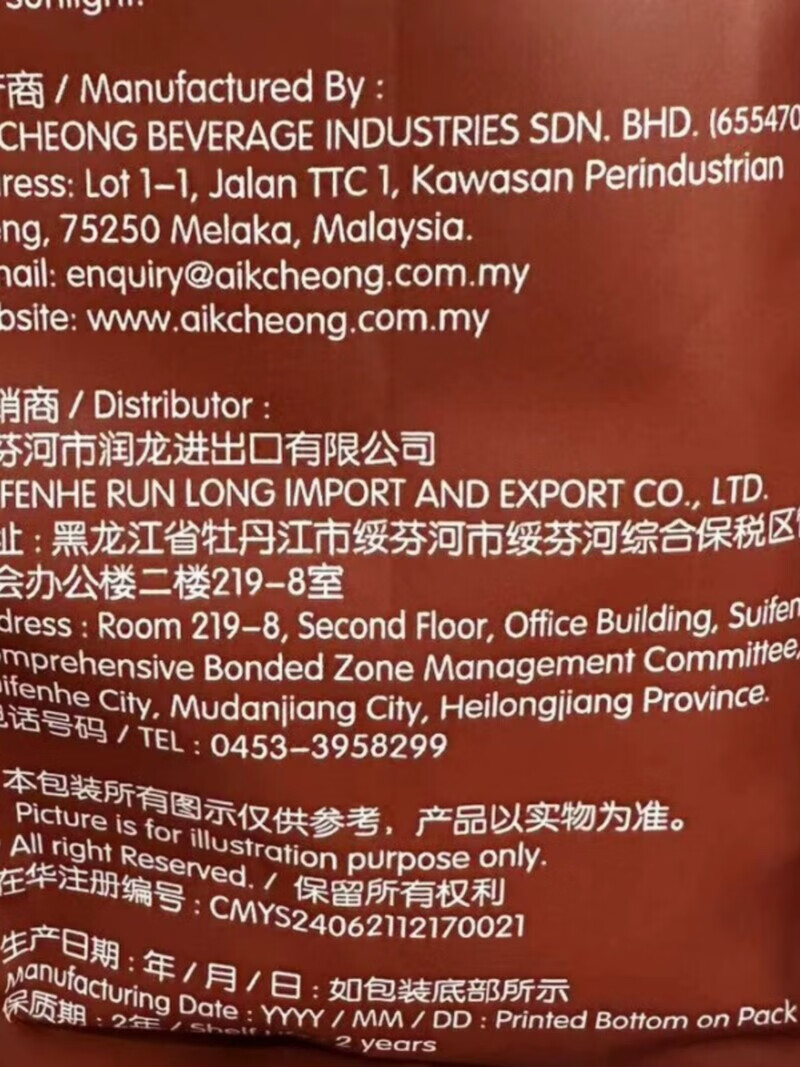 商 / Manufactured By :
CHEONG BEVERAGE INDUSTRIES SDN. BHD. (655470
ress: Lot 1–1, Jalan TTC 1, Kawasan Perindustrian
ng, 75250 Melaka, Malaysia.
nail: enquiry@aikcheong.com.my
bsite: www.aikcheong.com.my
销商 / Distributor :
芬河市润龙进出口有限公司
FENHE RUN LONG IMPORT AND EXPORT CO., LTD.
址 : 黑龙江省牡丹江市绥芬河市绥芬河综合保税区
会办公楼二楼219–8室
dress : Room 219–8, Second Floor, Office Building, Suifen
mprehensive Bonded Zone Management Committee,
ifenhe City, Mudanjiang City, Heilongjiang Province.
话号码 / TEL : 0453–3958299
本包装所有图示仅供参考，产品以实物为准。
Picture is for illustration purpose only.
All right Reserved. / 保留所有权利
在华注册编号 : CMYS24062112170021
生产日期 : 年 / 月 / 日 : 如包装底部所示
Manufacturing Date : YYYY / MM / DD : Printed Bottom on Pack
保质期 : 2年 / Shelf 2 years